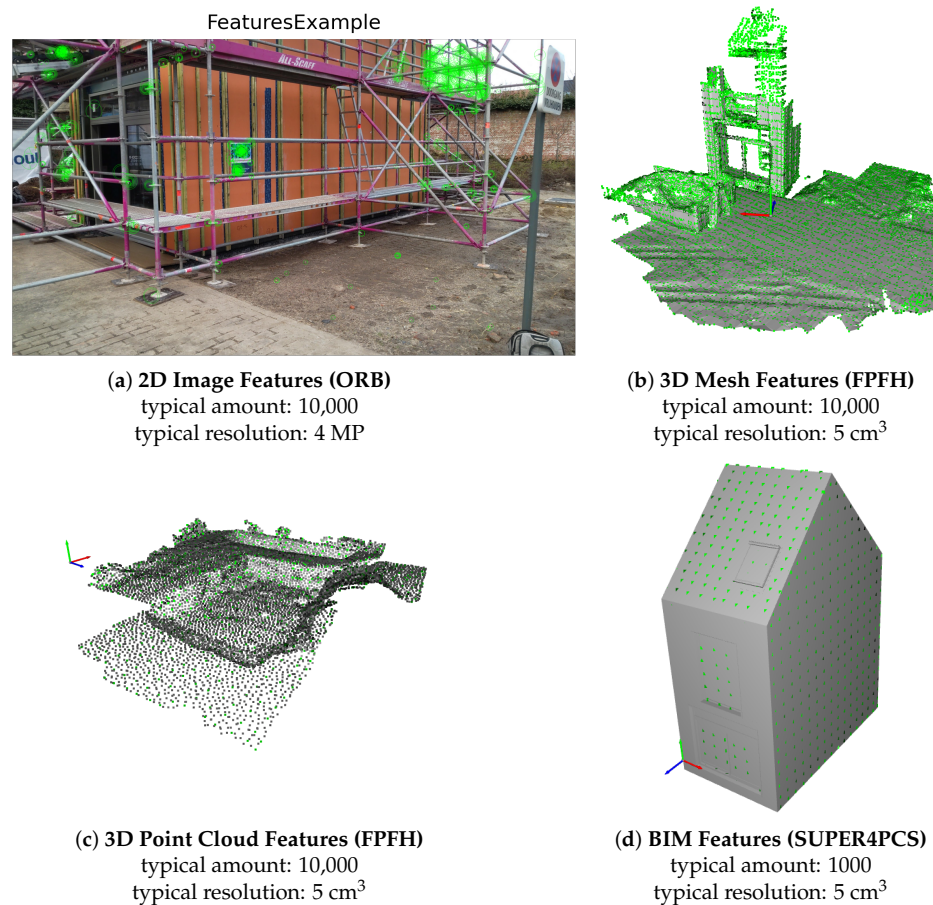 FeaturesExample
ALL-SCAFF
oul
(a) 2D Image Features (ORB)
typical amount: 10,000
typical resolution: 4 MP
(b) 3D Mesh Features (FPFH)
typical amount: 10,000
typical resolution: 5 cm³
(c) 3D Point Cloud Features (FPFH)
typical amount: 10,000
typical resolution: 5 cm³
(d) BIM Features (SUPER4PCS)
typical amount: 1000
typical resolution: 5 cm³